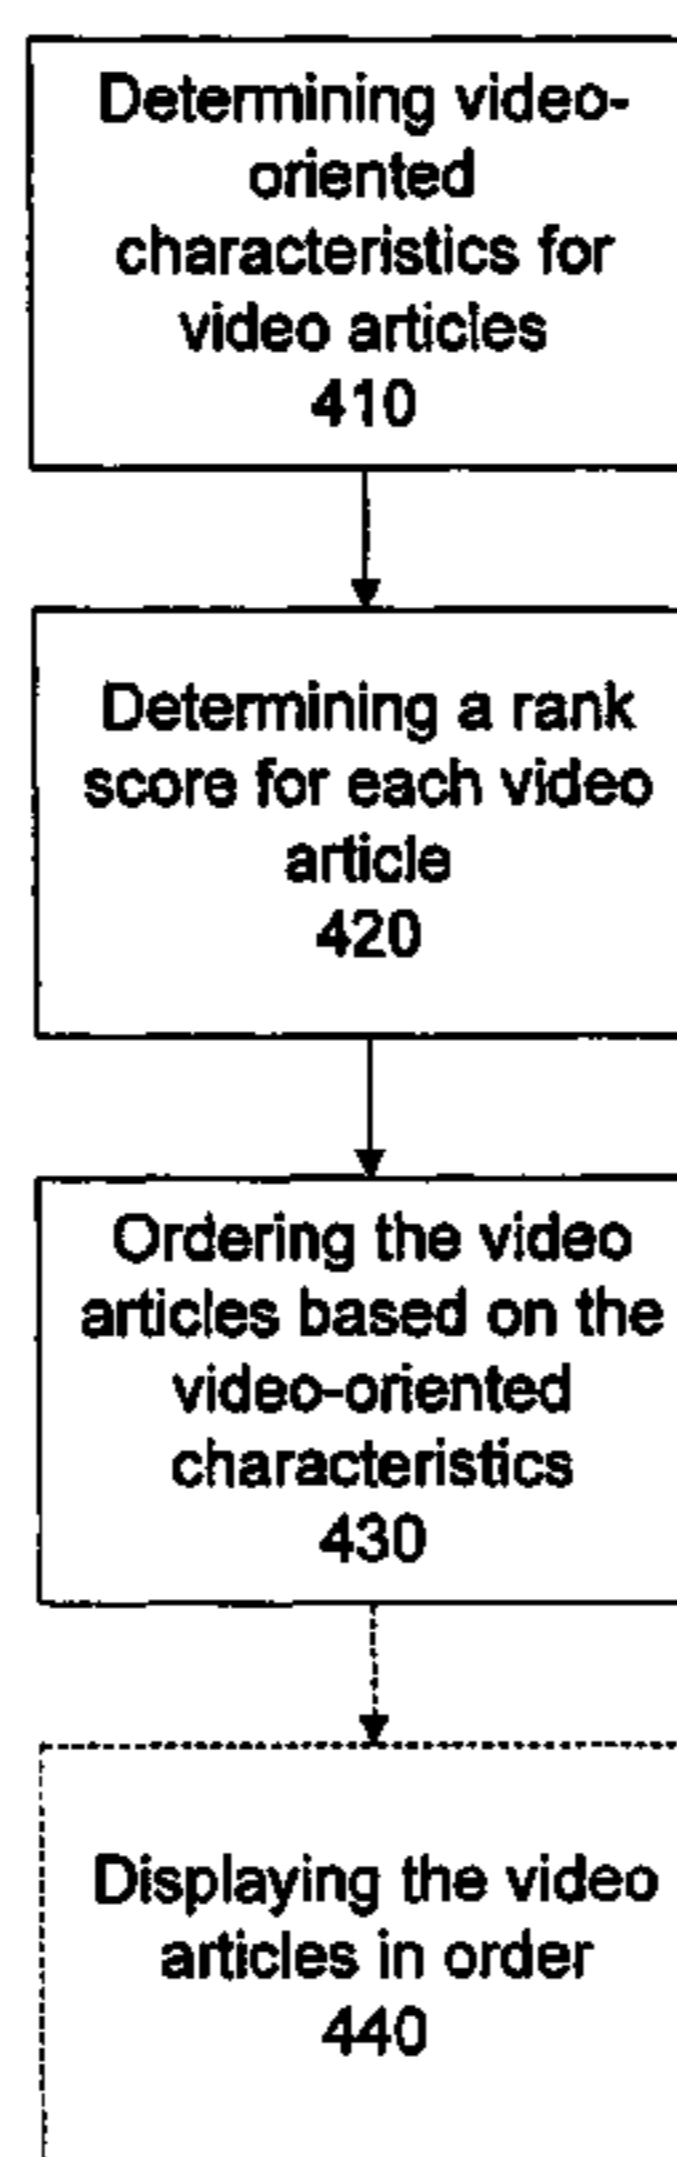 Determining video-
oriented
characteristics for
video articles
410
Determining a rank
score for each video
article
420
Ordering the video
articles based on the
video-oriented
characteristics
430
Displaying the video
articles in order
440